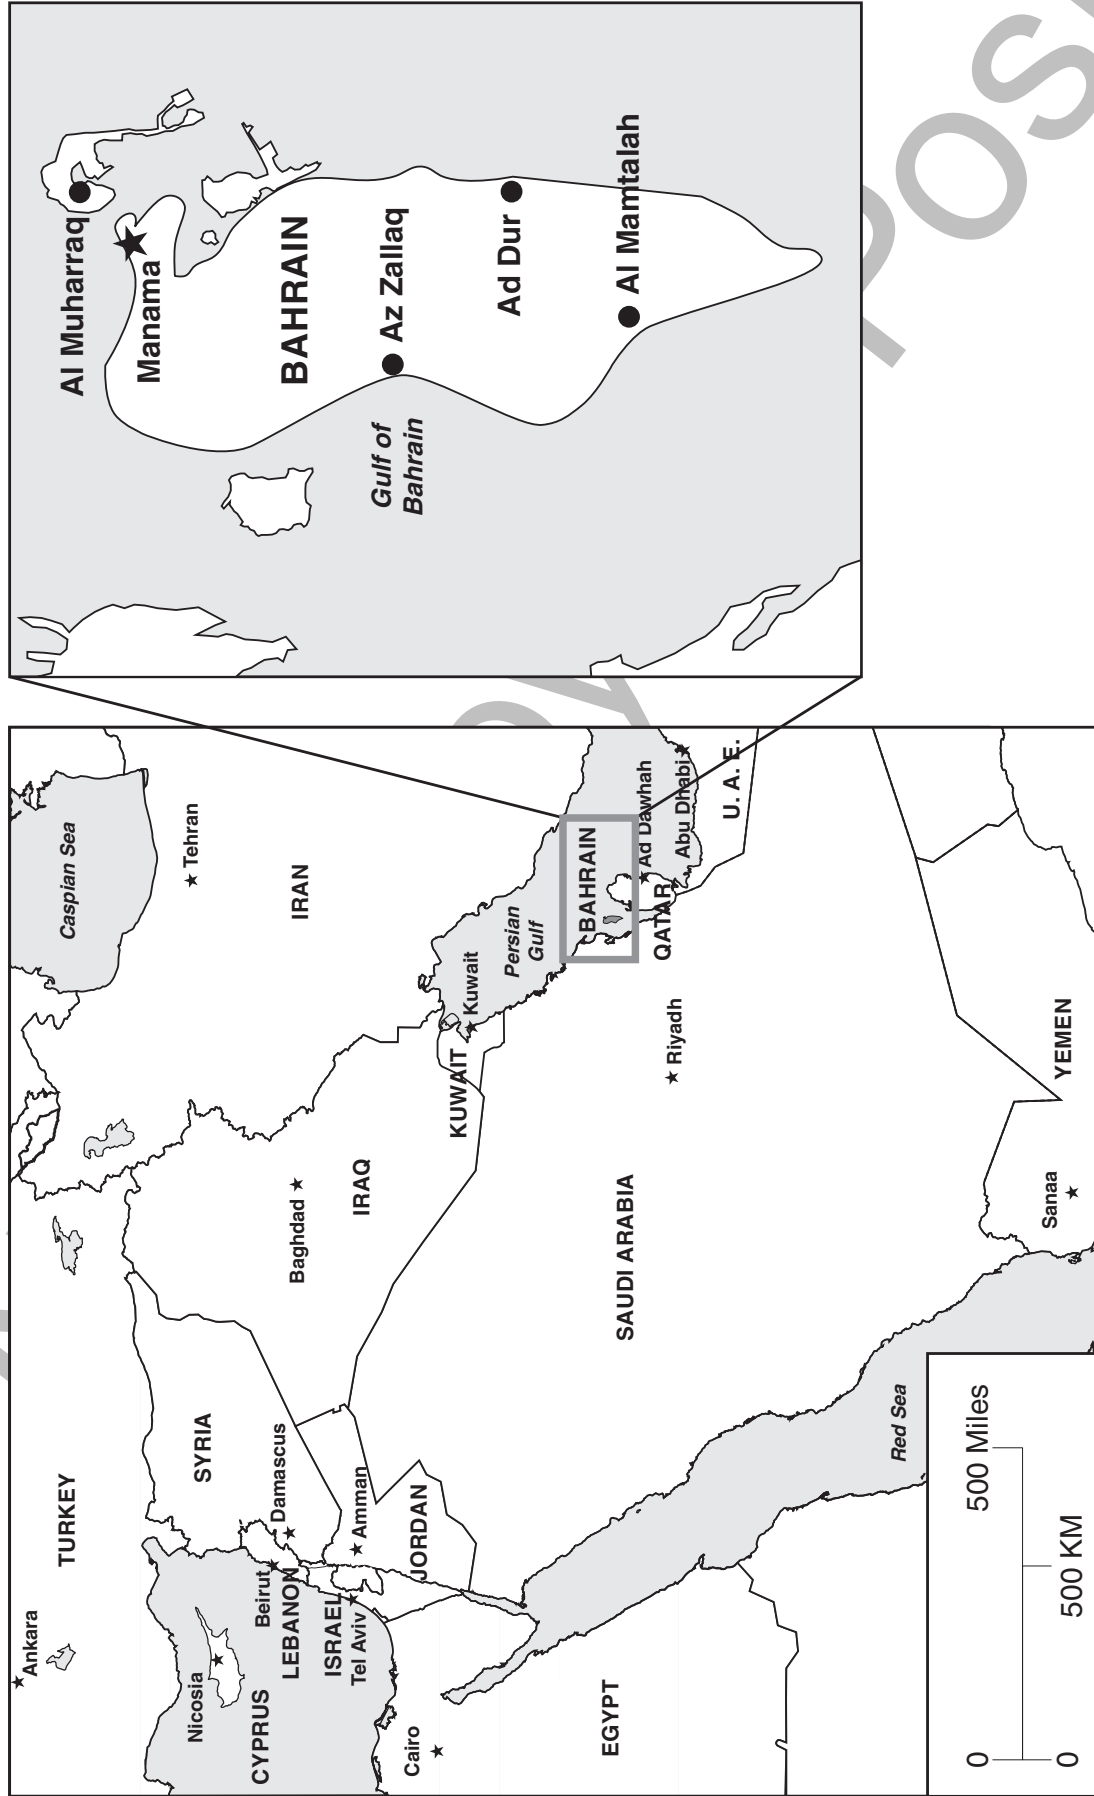 Al Muharraq
Manama
BAHRAIN
Az Zallaq
Gulf of
Bahrain
Ad Dur
Al Mamtalah
Caspian Sea
Tehran
IRAN
TURKEY
Ankara
Nicosia
CYPRUS
SYRIA
Damascus
Beirut
LEBANON
ISRAEL
Tel Aviv
Amman
JORDAN
Cairo
EGYPT
Baghdad
IRAQ
KUWAIT
Kuwait
Persian
Gulf
BAHRAIN
Ad Dawhah
QATAR
Abu Dhabi
U. A. E.
Riyadh
SAUDI ARABIA
Red Sea
YEMEN
Sanaa
0
500 Miles
0
500 KM
POS